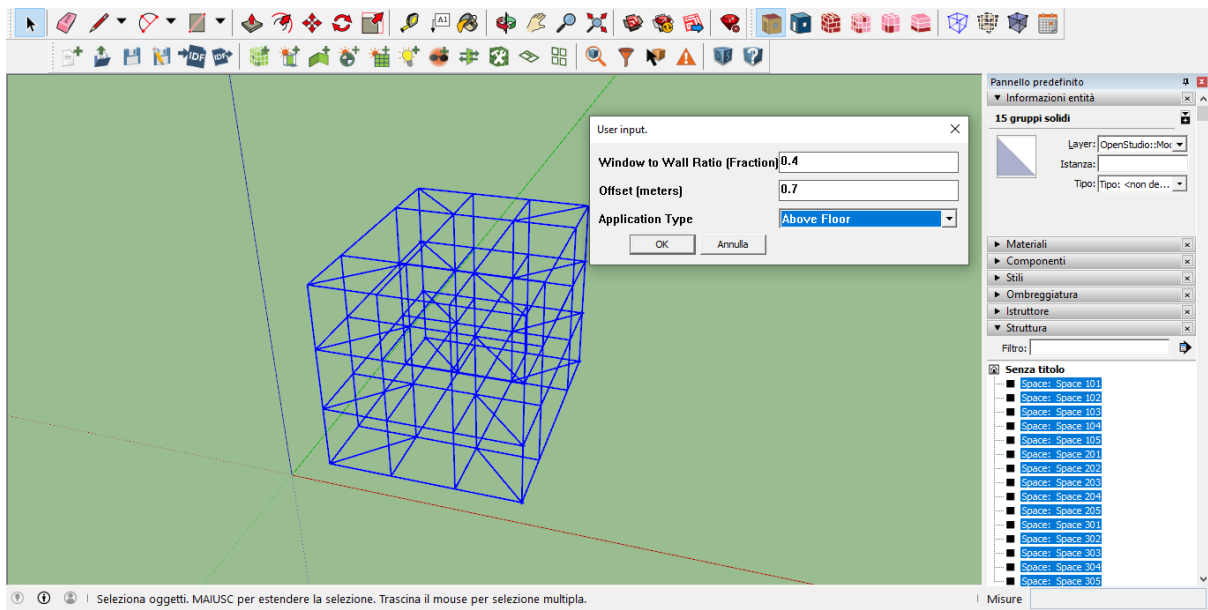 A1
IDF
IDF
User input.
Window to Wall Ratio (Fraction) 0.4
Offset (meters) 0.7
Application Type Above Floor
OK Annulla
Pannello predefinito
Informazioni entità
15 gruppi solidi
Layer: OpenStudio::Moc
Istanza:
Tipo: Tipo: <non de...
Materiali
Componenti
Stili
Ombreggiatura
Istruttore
Struttura
Filtro:
Senza titolo
Space: Space 101
Space: Space 102
Space: Space 103
Space: Space 104
Space: Space 105
Space: Space 201
Space: Space 202
Space: Space 203
Space: Space 204
Space: Space 205
Space: Space 301
Space: Space 302
Space: Space 303
Space: Space 304
Space: Space 305
Seleziona oggetti. MAIUSC per estendere la selezione. Trascina il mouse per selezione multipla.
Misure